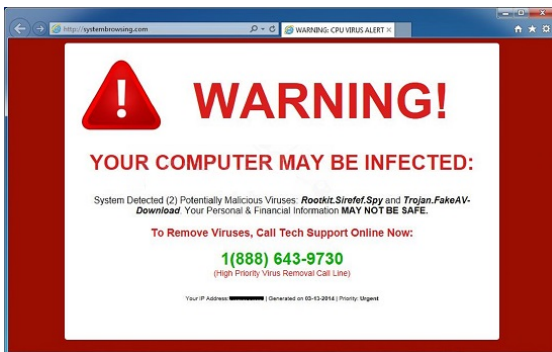 http://systembrowsing.com
WARNING: CPU VIRUS ALERT
WARNING!
YOUR COMPUTER MAY BE INFECTED:
System Detected (2) Potentially Malicious Viruses: Rootkit.Sirefef.Spy and Trojan.FakeAV-
Download. Your Personal & Financial Information MAY NOT BE SAFE.
To Remove Viruses, Call Tech Support Online Now:
1(888) 643-9730
(High Priority Virus Removal Call Line)
Your IP Address: | Generated on 03-13-2014 | Priority: Urgent